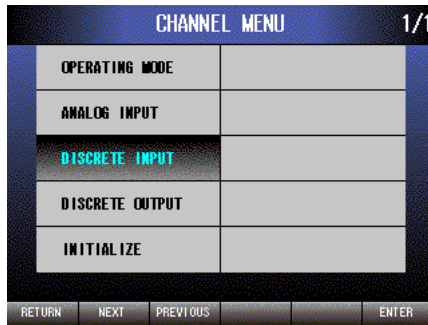 CHANNEL MENU 1/1
OPERATING MODE
ANALOG INPUT
DISCRETE INPUT
DISCRETE OUTPUT
INITIALIZE
RETURN NEXT PREVIOUS ENTER